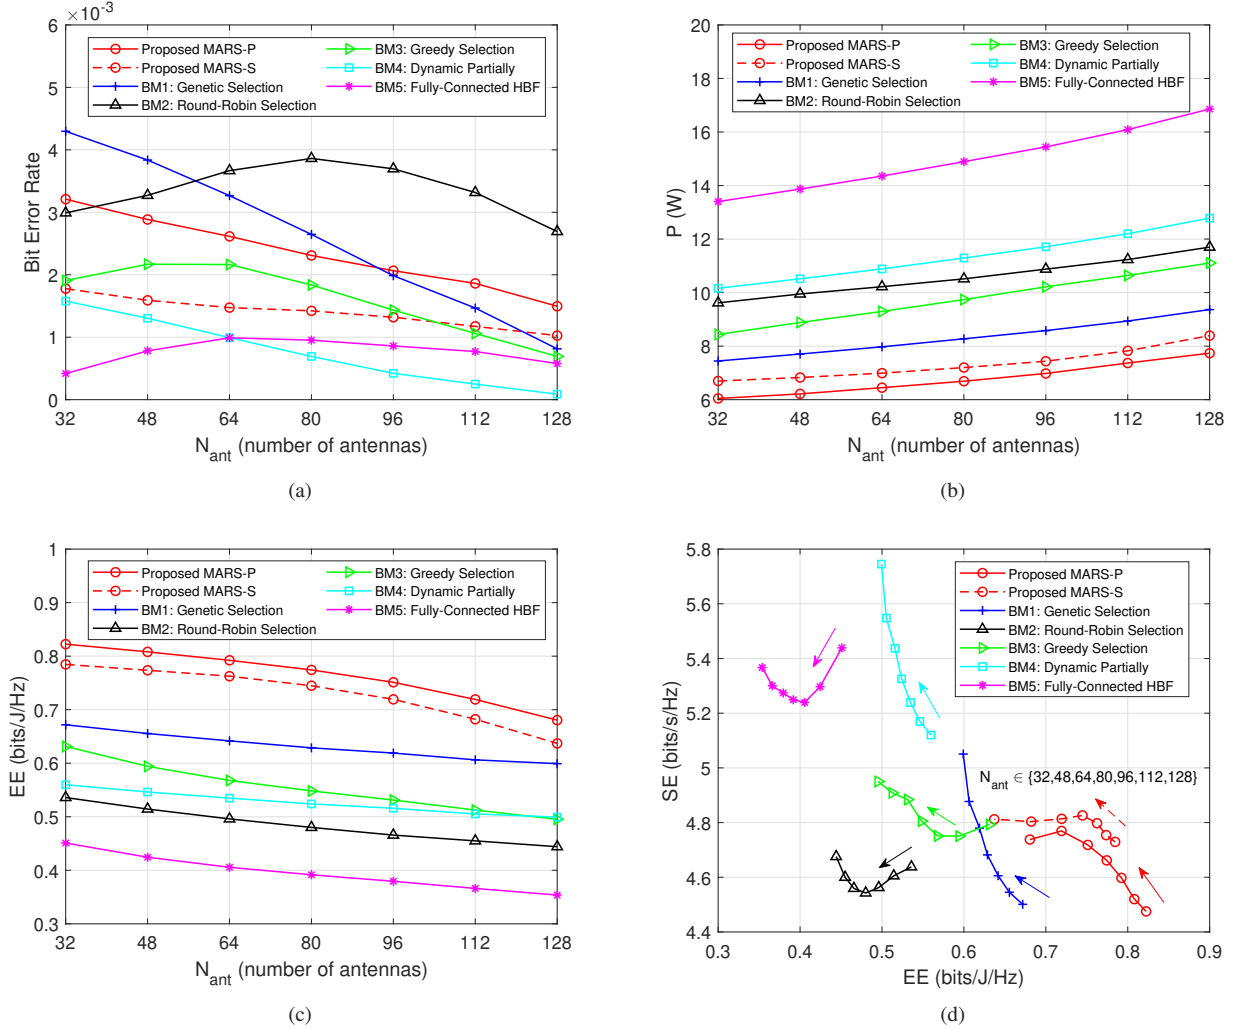 ×10⁻³
6
5
4
3
2
1
0
Bit Error Rate
Proposed MARS-P
Proposed MARS-S
BM1: Genetic Selection
BM2: Round-Robin Selection
BM3: Greedy Selection
BM4: Dynamic Partially
BM5: Fully-Connected HBF
32 48 64 80 96 112 128
N_ant (number of antennas)
(a)
20
18
16
14
12
10
8
6
P (W)
Proposed MARS-P
Proposed MARS-S
BM1: Genetic Selection
BM2: Round-Robin Selection
BM3: Greedy Selection
BM4: Dynamic Partially
BM5: Fully-Connected HBF
32 48 64 80 96 112 128
N_ant (number of antennas)
(b)
1
0.9
0.8
0.7
0.6
0.5
0.4
0.3
EE (bits/J/Hz)
Proposed MARS-P
Proposed MARS-S
BM1: Genetic Selection
BM2: Round-Robin Selection
BM3: Greedy Selection
BM4: Dynamic Partially
BM5: Fully-Connected HBF
32 48 64 80 96 112 128
N_ant (number of antennas)
(c)
5.8
5.6
5.4
5.2
5
4.8
4.6
4.4
SE (bits/s/Hz)
Proposed MARS-P
Proposed MARS-S
BM1: Genetic Selection
BM2: Round-Robin Selection
BM3: Greedy Selection
BM4: Dynamic Partially
BM5: Fully-Connected HBF
N_ant ∈ {32,48,64,80,96,112,128}
0.3 0.4 0.5 0.6 0.7 0.8 0.9
EE (bits/J/Hz)
(d)